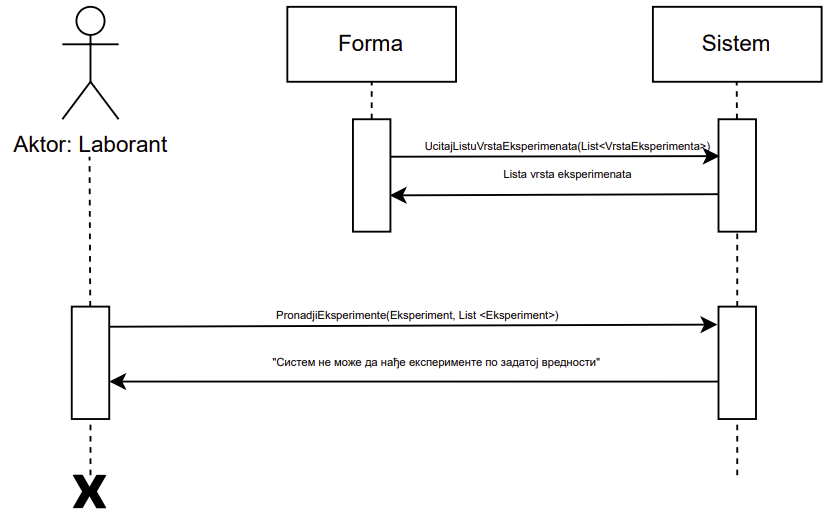 Forma
Sistem
Aktor: Laborant
UcitajListuVrstaEksperimenata(List<VrstaEksperimenta>)
Lista vrsta eksperimenata
PronadjiEksperimente(Eksperiment, List <Eksperiment>)
"Систем не може да нађе експерименте по задатој вредности"